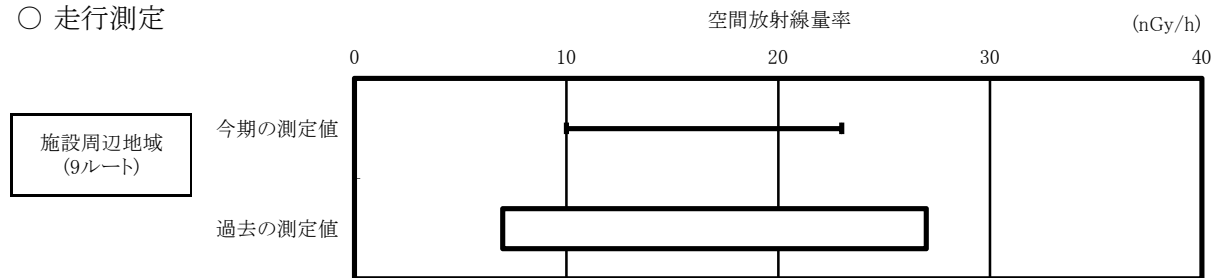 ○ 走行測定
空間放射線量率
(nGy/h)
0 10 20 30 40
施設周辺地域
(9ルート)
今期の測定値
過去の測定値